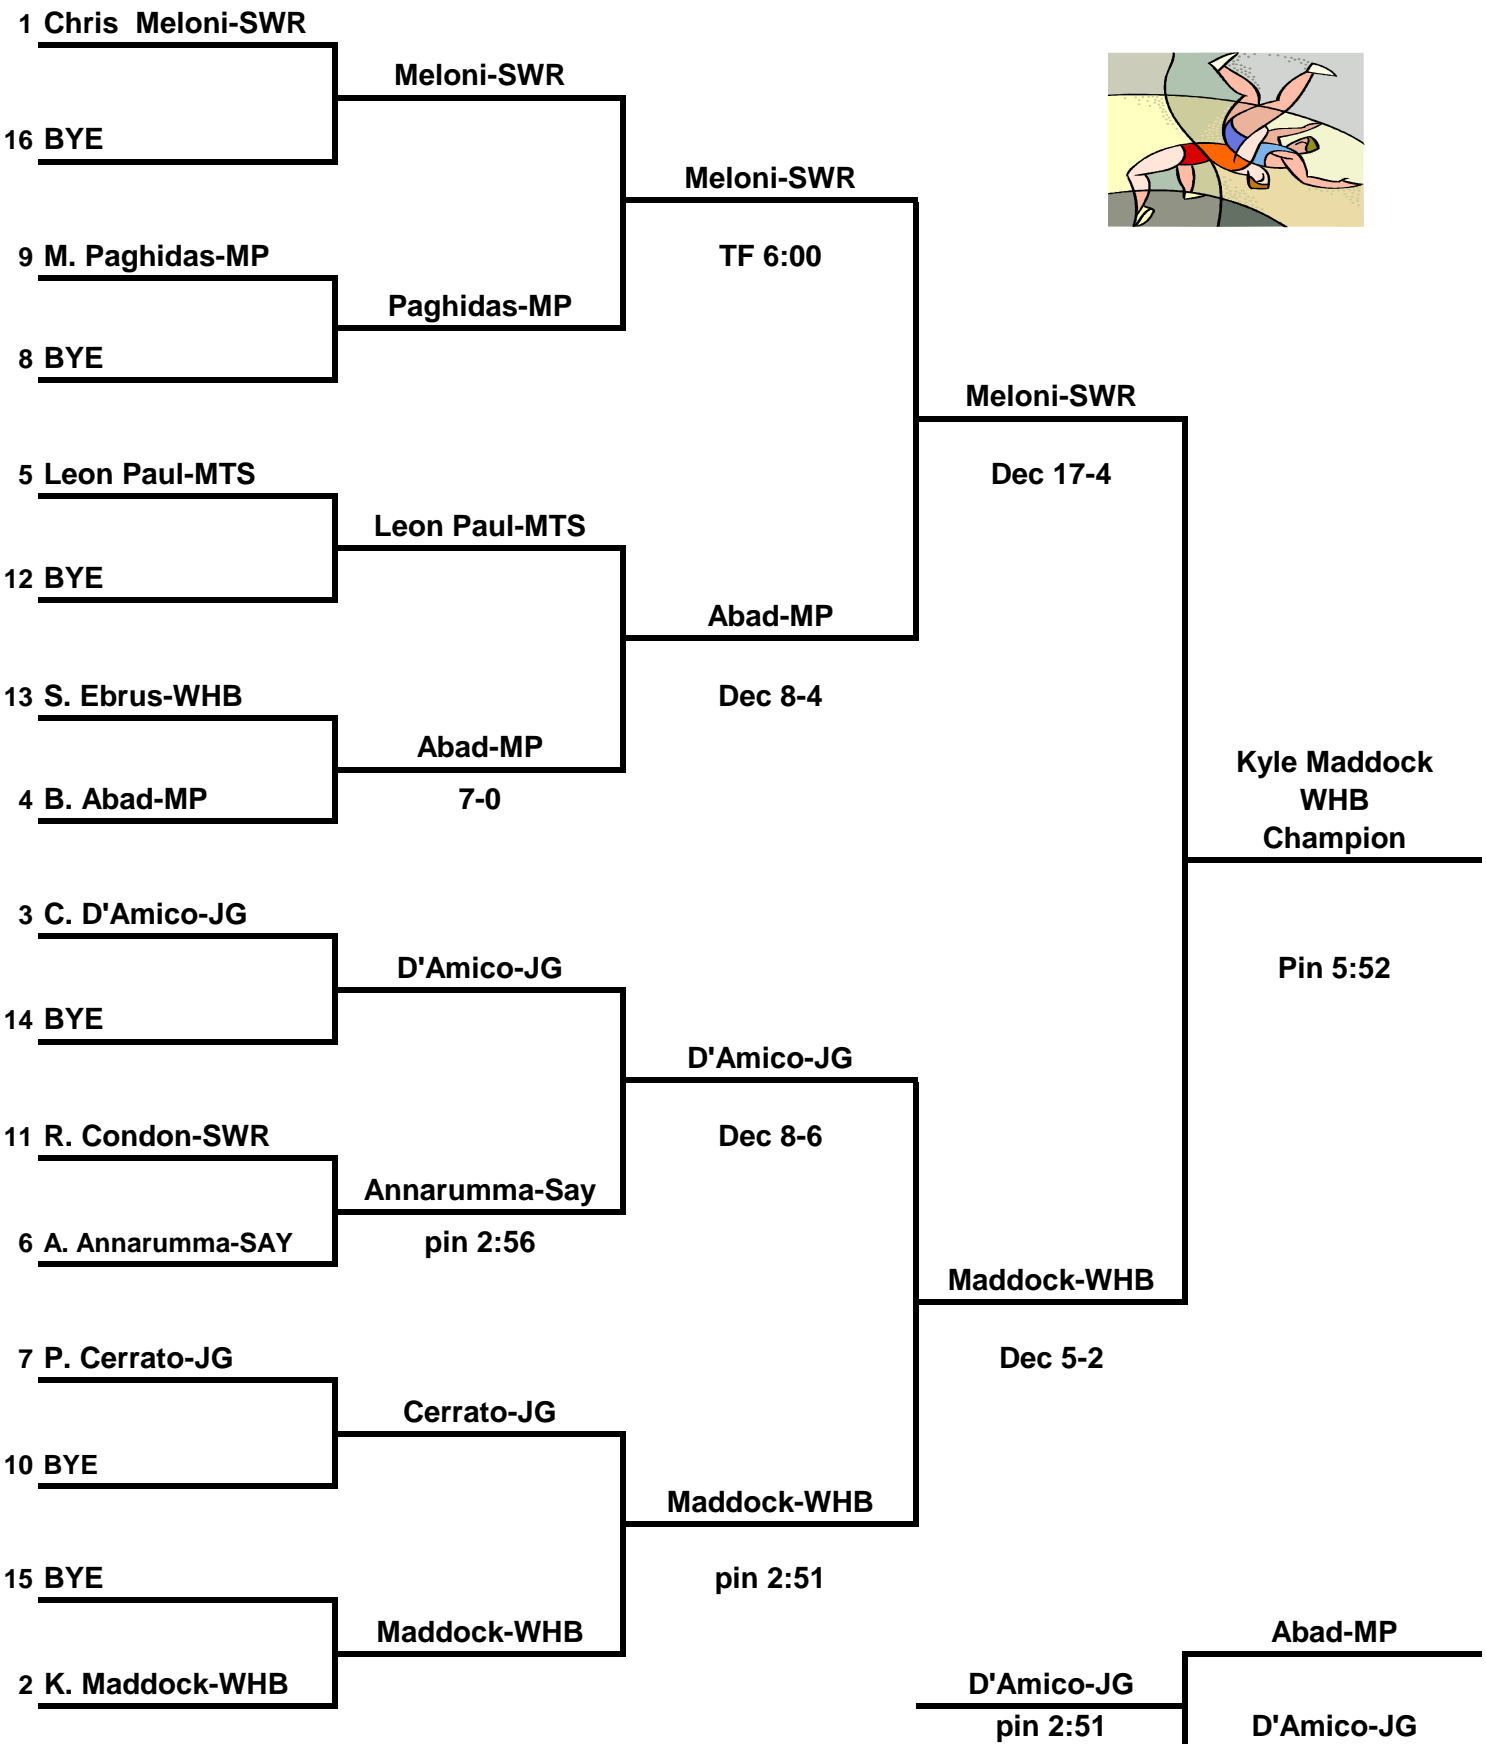 1 Chris  Meloni-SWR
Meloni-SWR
16 BYE
Meloni-SWR
9 M. Paghidas-MP
TF 6:00
Paghidas-MP
8 BYE
Meloni-SWR
5 Leon Paul-MTS
Dec 17-4
Leon Paul-MTS
12 BYE
Abad-MP
13 S. Ebrus-WHB
Dec 8-4
Abad-MP
Kyle Maddock
WHB
Champion
4 B. Abad-MP
7-0
3 C. D'Amico-JG
D'Amico-JG
Pin 5:52
14 BYE
D'Amico-JG
11 R. Condon-SWR
Dec 8-6
Annarumma-Say
6 A. Annarumma-SAY
pin 2:56
Maddock-WHB
7 P. Cerrato-JG
Dec 5-2
Cerrato-JG
10 BYE
Maddock-WHB
15 BYE
pin 2:51
Maddock-WHB
Abad-MP
2 K. Maddock-WHB
D'Amico-JG
pin 2:51
D'Amico-JG